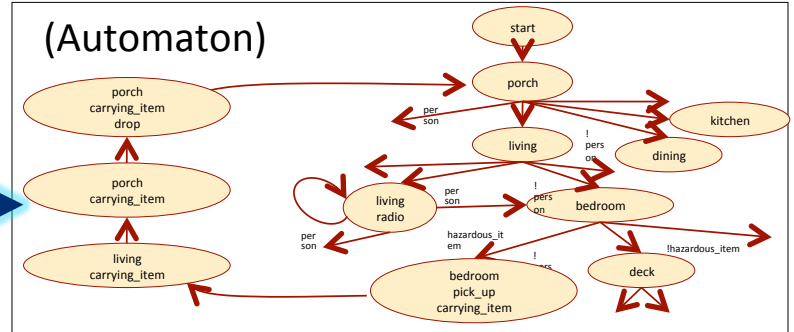 (Automaton)
start
porch
per
son
kitchen
dining
living
!
pers
on
living
radio
per
son
!
pers
on
bedroom
per
son
hazardous_it
em
!
pers
!hazardous_item
deck
bedroom
pick_up
carrying_item
living
carrying_item
porch
carrying_item
porch
carrying_item
drop